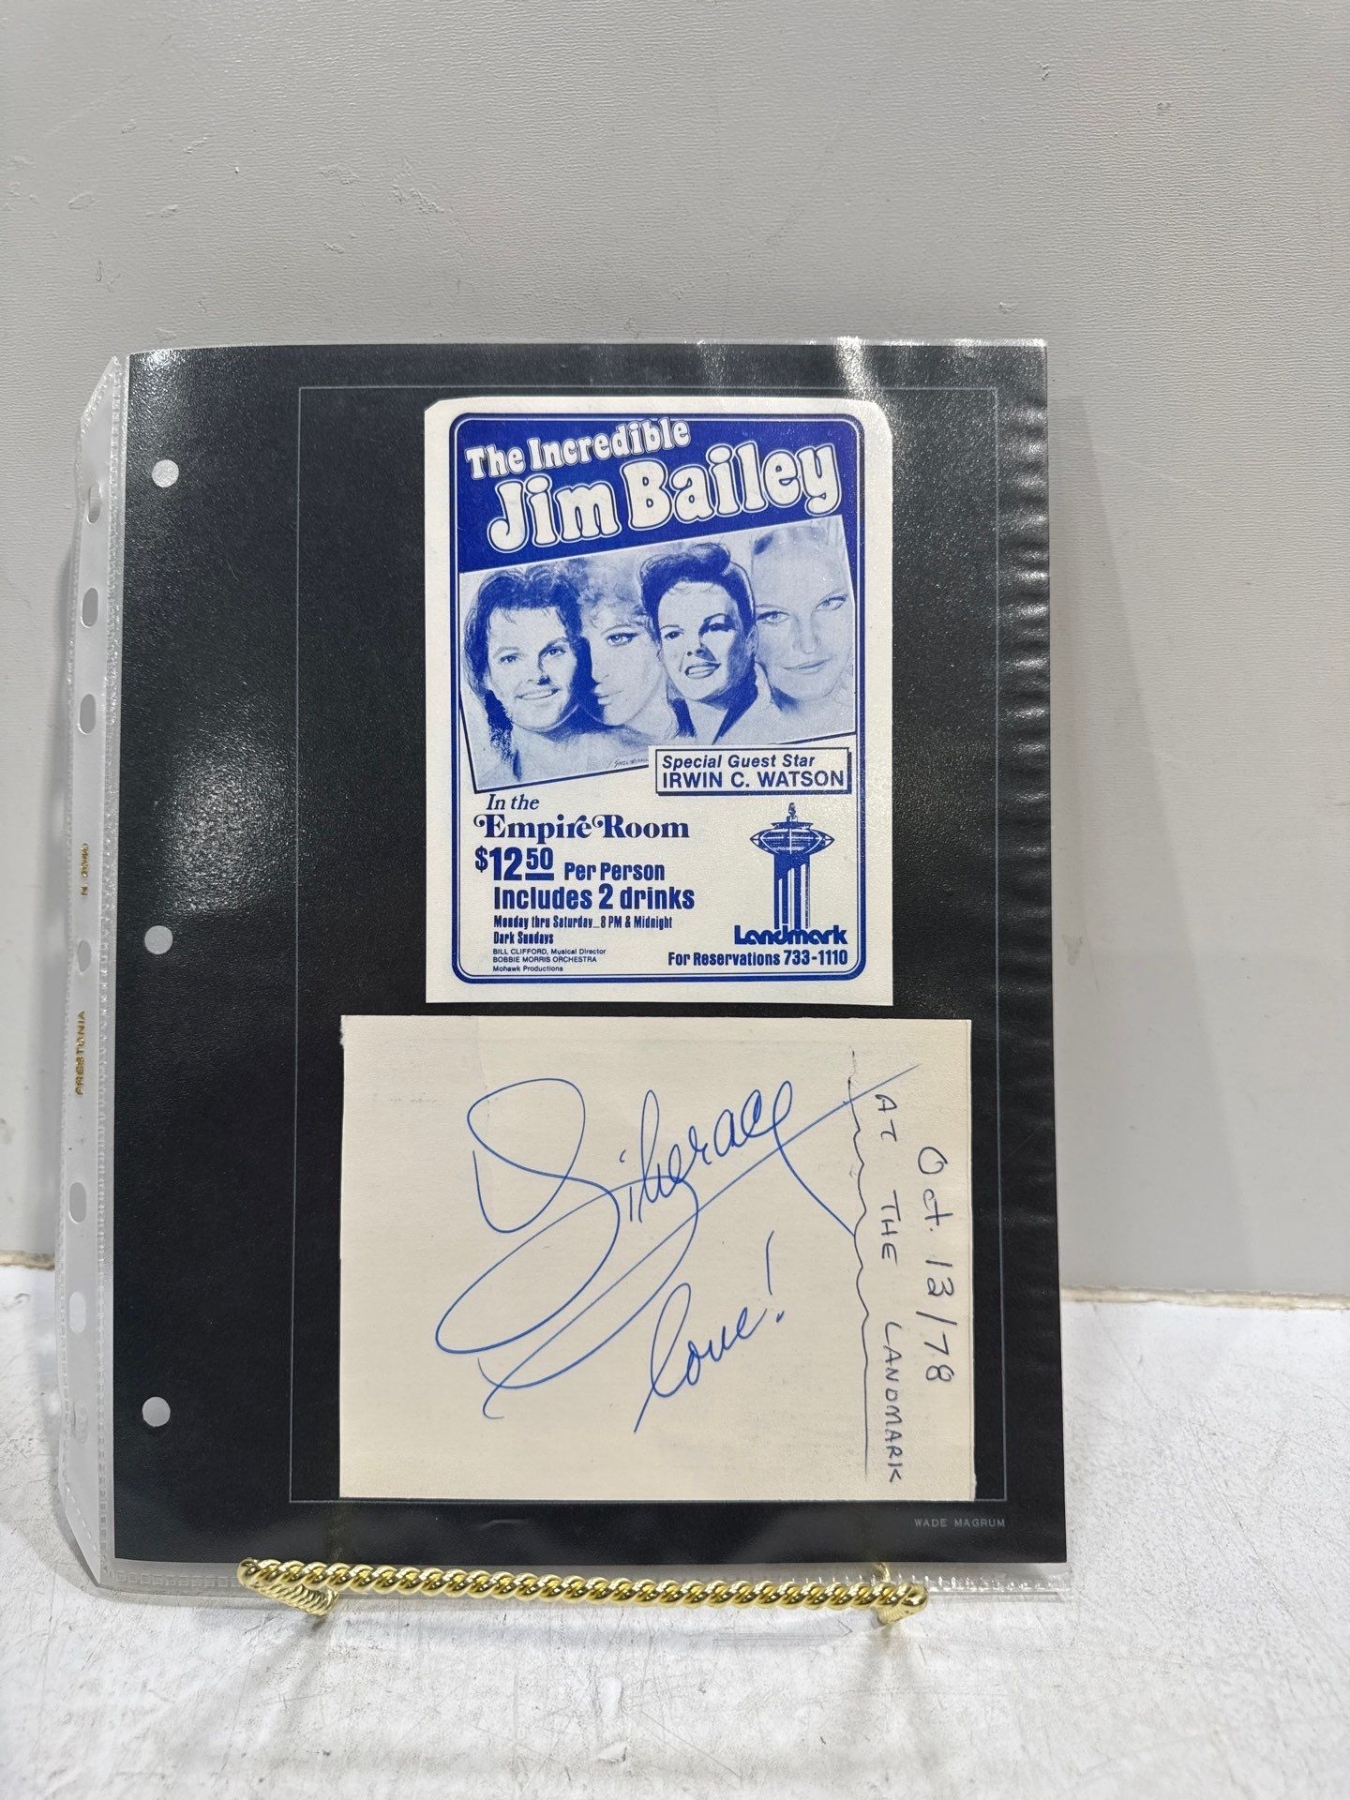 The Incredible
Jim Bailey
Special Guest Star
IRWIN C. WATSON
In the
Empire Room
$12 50 Per Person
Includes 2 drinks
Monday thru Saturday...8 PM & Midnight
Dark Sundays
BILL CLIFFORD, Musical Director
BOBBIE MORRIS ORCHESTRA
Mohawk Productions
Landmark
For Reservations 733-1110
Liberace
love!
Oct. 13/78
AT THE LANDMARK
WADE MAGRUM